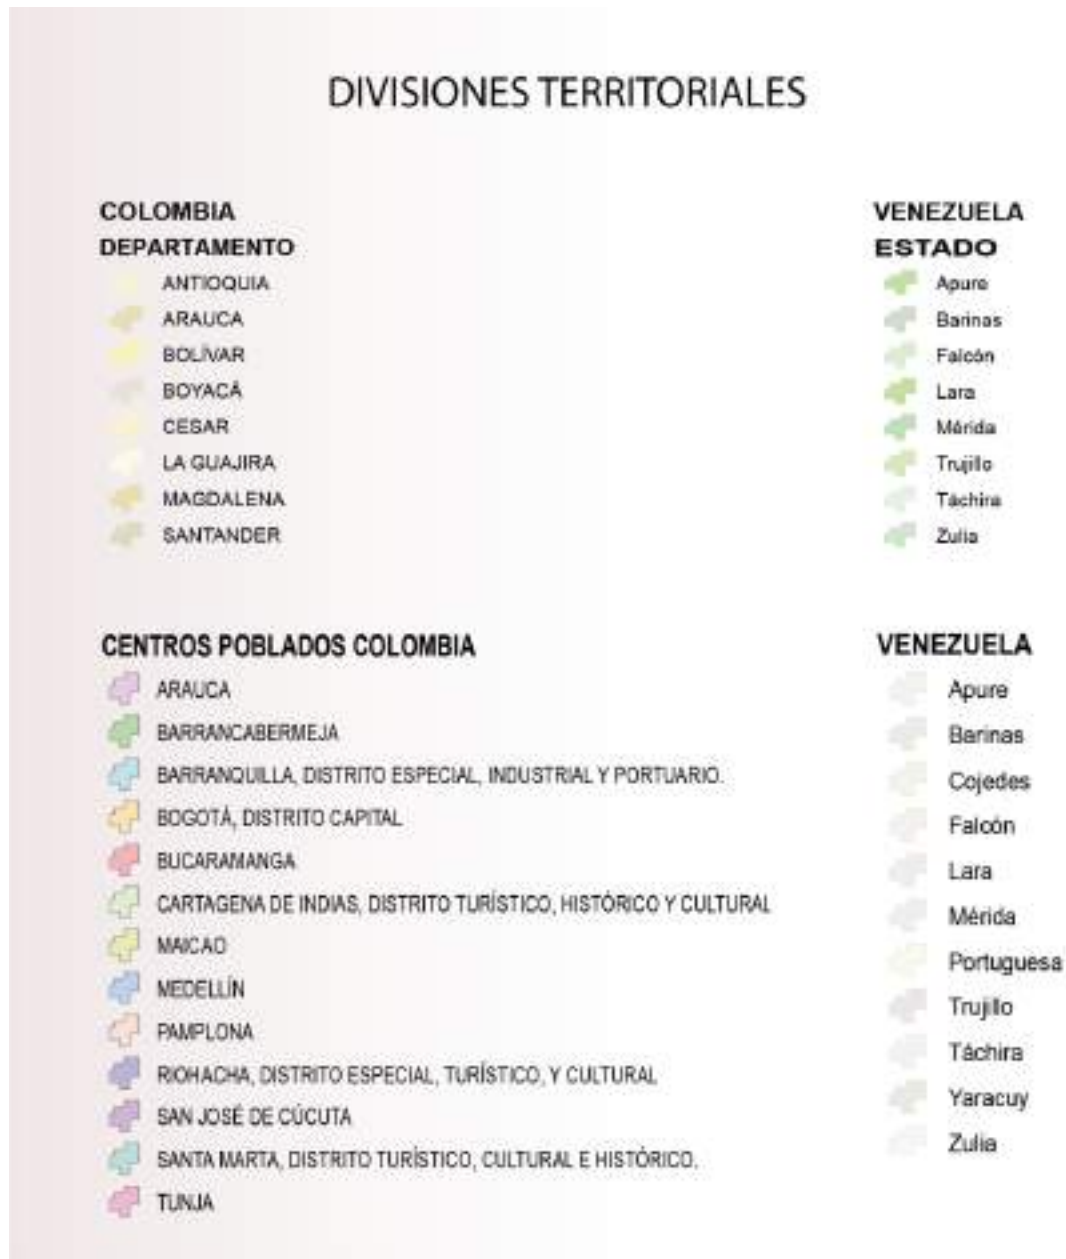 DIVISIONES TERRITORIALES
COLOMBIA
DEPARTAMENTO
ANTIOQUIA
ARAUCA
BOLÍVAR
BOYACÁ
CESAR
LA GUAJIRA
MAGDALENA
SANTANDER
VENEZUELA
ESTADO
Apure
Barinas
Falcón
Lara
Mérida
Trujillo
Táchira
Zulia
CENTROS POBLADOS COLOMBIA
ARAUCA
BARRANCABERMEJA
BARRANQUILLA, DISTRITO ESPECIAL, INDUSTRIAL Y PORTUARIO.
BOGOTÁ, DISTRITO CAPITAL
BUCARAMANGA
CARTAGENA DE INDIAS, DISTRITO TURÍSTICO, HISTÓRICO Y CULTURAL
MAICAO
MEDELLÍN
PAMPLONA
RIOHACHA, DISTRITO ESPECIAL, TURÍSTICO, Y CULTURAL
SAN JOSÉ DE CÚCUTA
SANTA MARTA, DISTRITO TURÍSTICO, CULTURAL E HISTÓRICO.
TUNJA
VENEZUELA
Apure
Barinas
Cojedes
Falcón
Lara
Mérida
Portuguesa
Trujillo
Táchira
Yaracuy
Zulia